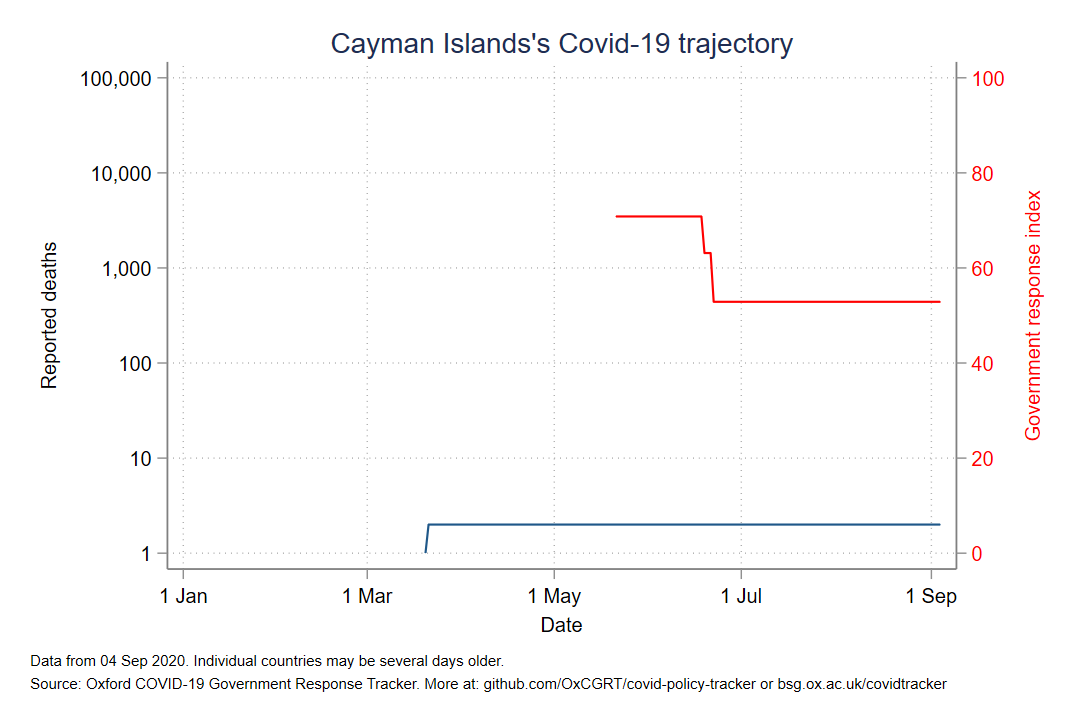 Cayman Islands's Covid-19 trajectory
100,000
10,000
1,000
100
10
1
Reported deaths
100
80
60
40
20
0
Government response index
1 Jan
1 Mar
1 May
1 Jul
1 Sep
Date
Data from 04 Sep 2020. Individual countries may be several days older.
Source: Oxford COVID-19 Government Response Tracker. More at: github.com/OxCGRT/covid-policy-tracker or bsg.ox.ac.uk/covidtracker